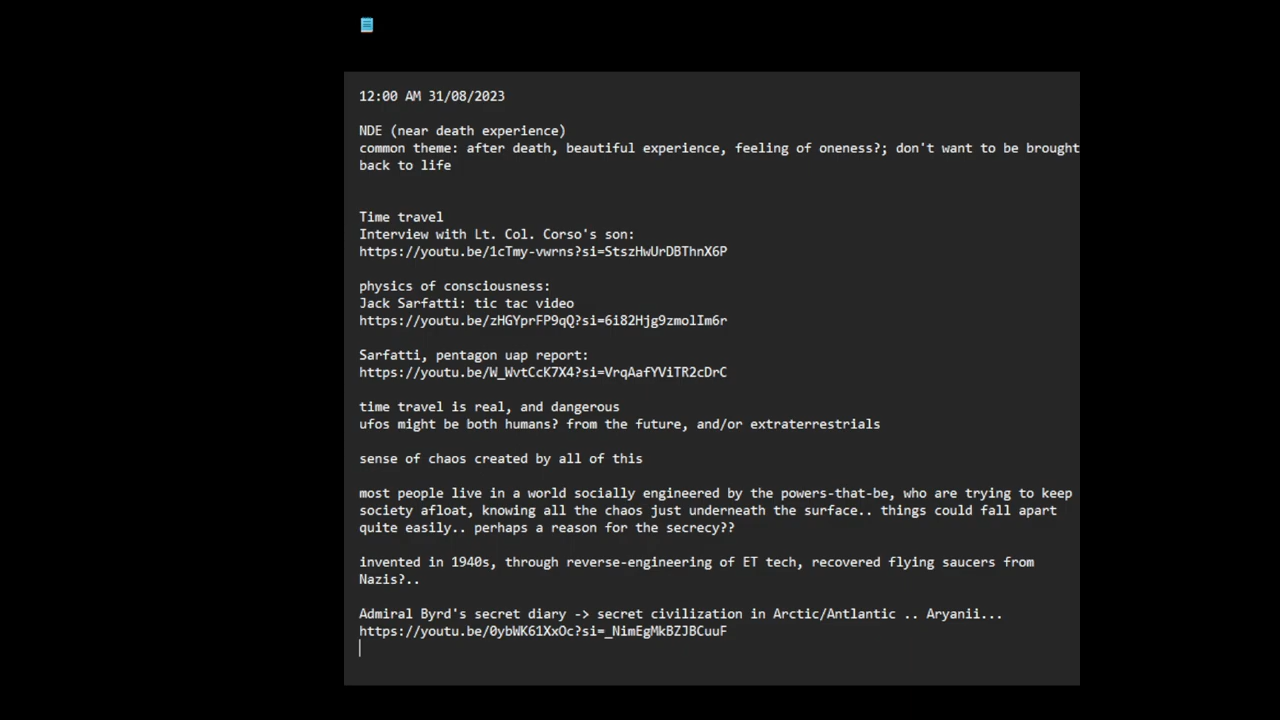 12:00 AM 31/08/2023
NDE (near death experience)
common theme: after death, beautiful experience, feeling of oneness?; don't want to be brought
back to life
Time travel
Interview with Lt. Col. Corso's son:
https://youtu.be/1cTmy-vwrns?si=StszHwUrDBThnX6P
physics of consciousness:
Jack Sarfatti: tic tac video
https://youtu.be/zHGYprFP9qQ?si=6i82Hjg9zmolIm6r
Sarfatti, pentagon uap report:
https://youtu.be/W_WvtCcK7X4?si=VrqAafYViTR2cDrC
time travel is real, and dangerous
ufos might be both humans? from the future, and/or extraterrestrials
sense of chaos created by all of this
most people live in a world socially engineered by the powers-that-be, who are trying to keep
society afloat, knowing all the chaos just underneath the surface.. things could fall apart
quite easily.. perhaps a reason for the secrecy??
invented in 1940s, through reverse-engineering of ET tech, recovered flying saucers from
Nazis?..
Admiral Byrd's secret diary -> secret civilization in Arctic/Antlantic .. Aryanii...
https://youtu.be/0ybWK61XxOc?si=_NimEgMkBZJBCuuF